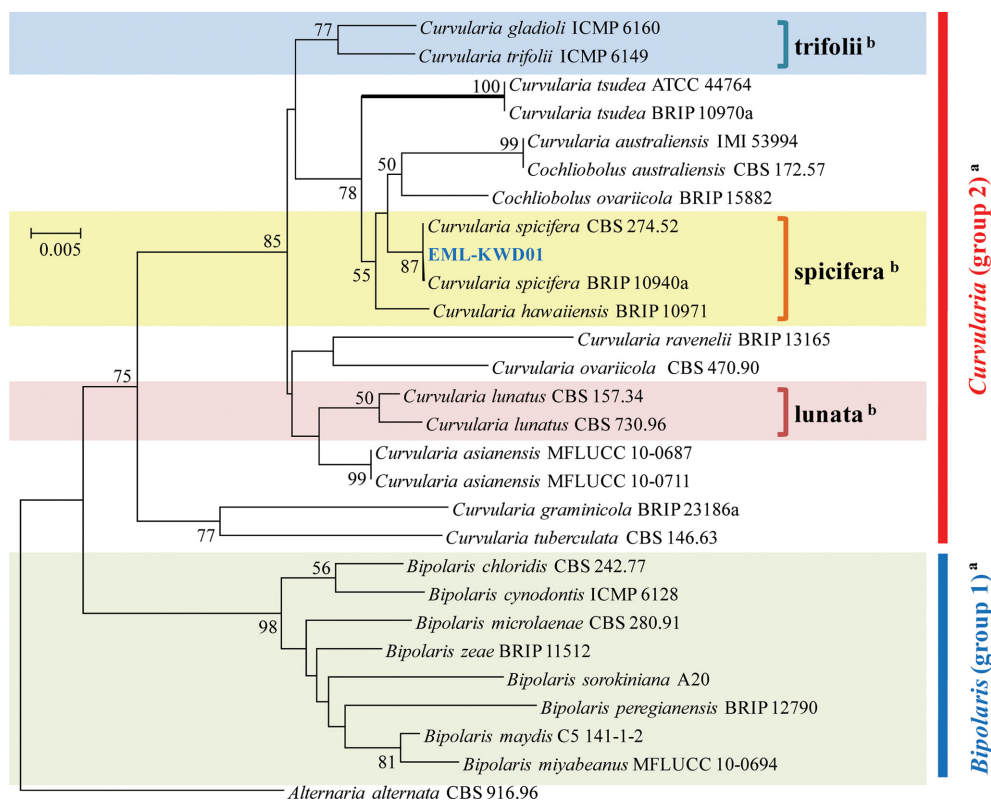 77
Curvularia gladioli ICMP 6160
Curvularia trifolii ICMP 6149
trifolii b
100
Curvularia tsudea ATCC 44764
Curvularia tsudea BRIP 10970a
99
Curvularia australiensis IMI 53994
Cochliobolus australiensis CBS 172.57
50
78
Cochliobolus ovariicola BRIP 15882
0.005
85
Curvularia spicifera CBS 274.52
EML-KWD01
87
55
Curvularia spicifera BRIP 10940a
Curvularia hawaiiensis BRIP 10971
spicifera b
Curvularia ravenelii BRIP 13165
Curvularia ovariicola CBS 470.90
75
50
Curvularia lunatus CBS 157.34
Curvularia lunatus CBS 730.96
lunata b
Curvularia asianensis MFLUCC 10-0687
99
Curvularia asianensis MFLUCC 10-0711
Curvularia graminicola BRIP 23186a
77
Curvularia tuberculata CBS 146.63
Curvularia (group 2) a
56
Bipolaris chloridis CBS 242.77
Bipolaris cynodontis ICMP 6128
98
Bipolaris microlaenae CBS 280.91
Bipolaris zeae BRIP 11512
Bipolaris sorokiniana A20
Bipolaris peregianensis BRIP 12790
Bipolaris maydis C5 141-1-2
81
Bipolaris miyabeanus MFLUCC 10-0694
Bipolaris (group 1) a
Alternaria alternata CBS 916.96